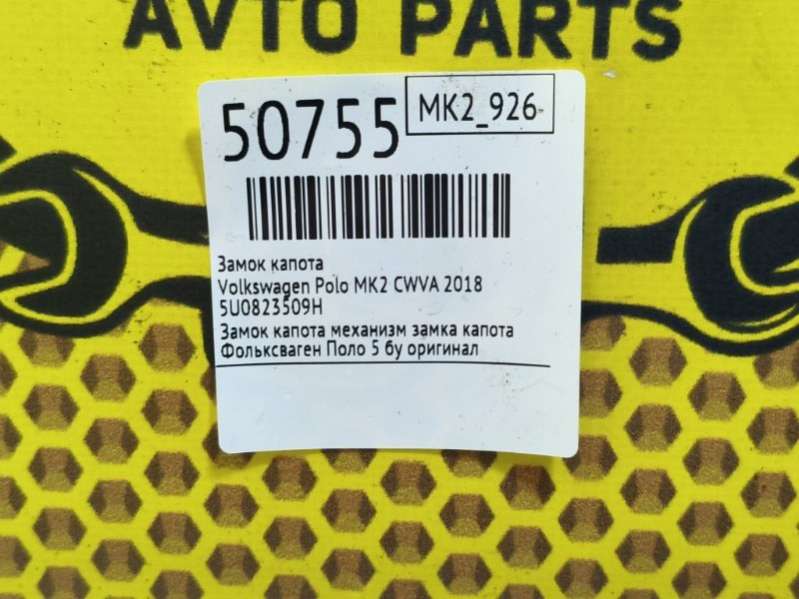 AVTO PARTS
50755
MK2_926-
Замок капота
Volkswagen Polo MK2 CWVA 2018
5U0823509H
Замок капота механизм замка капота
Фольксваген Поло 5 бу оригинал